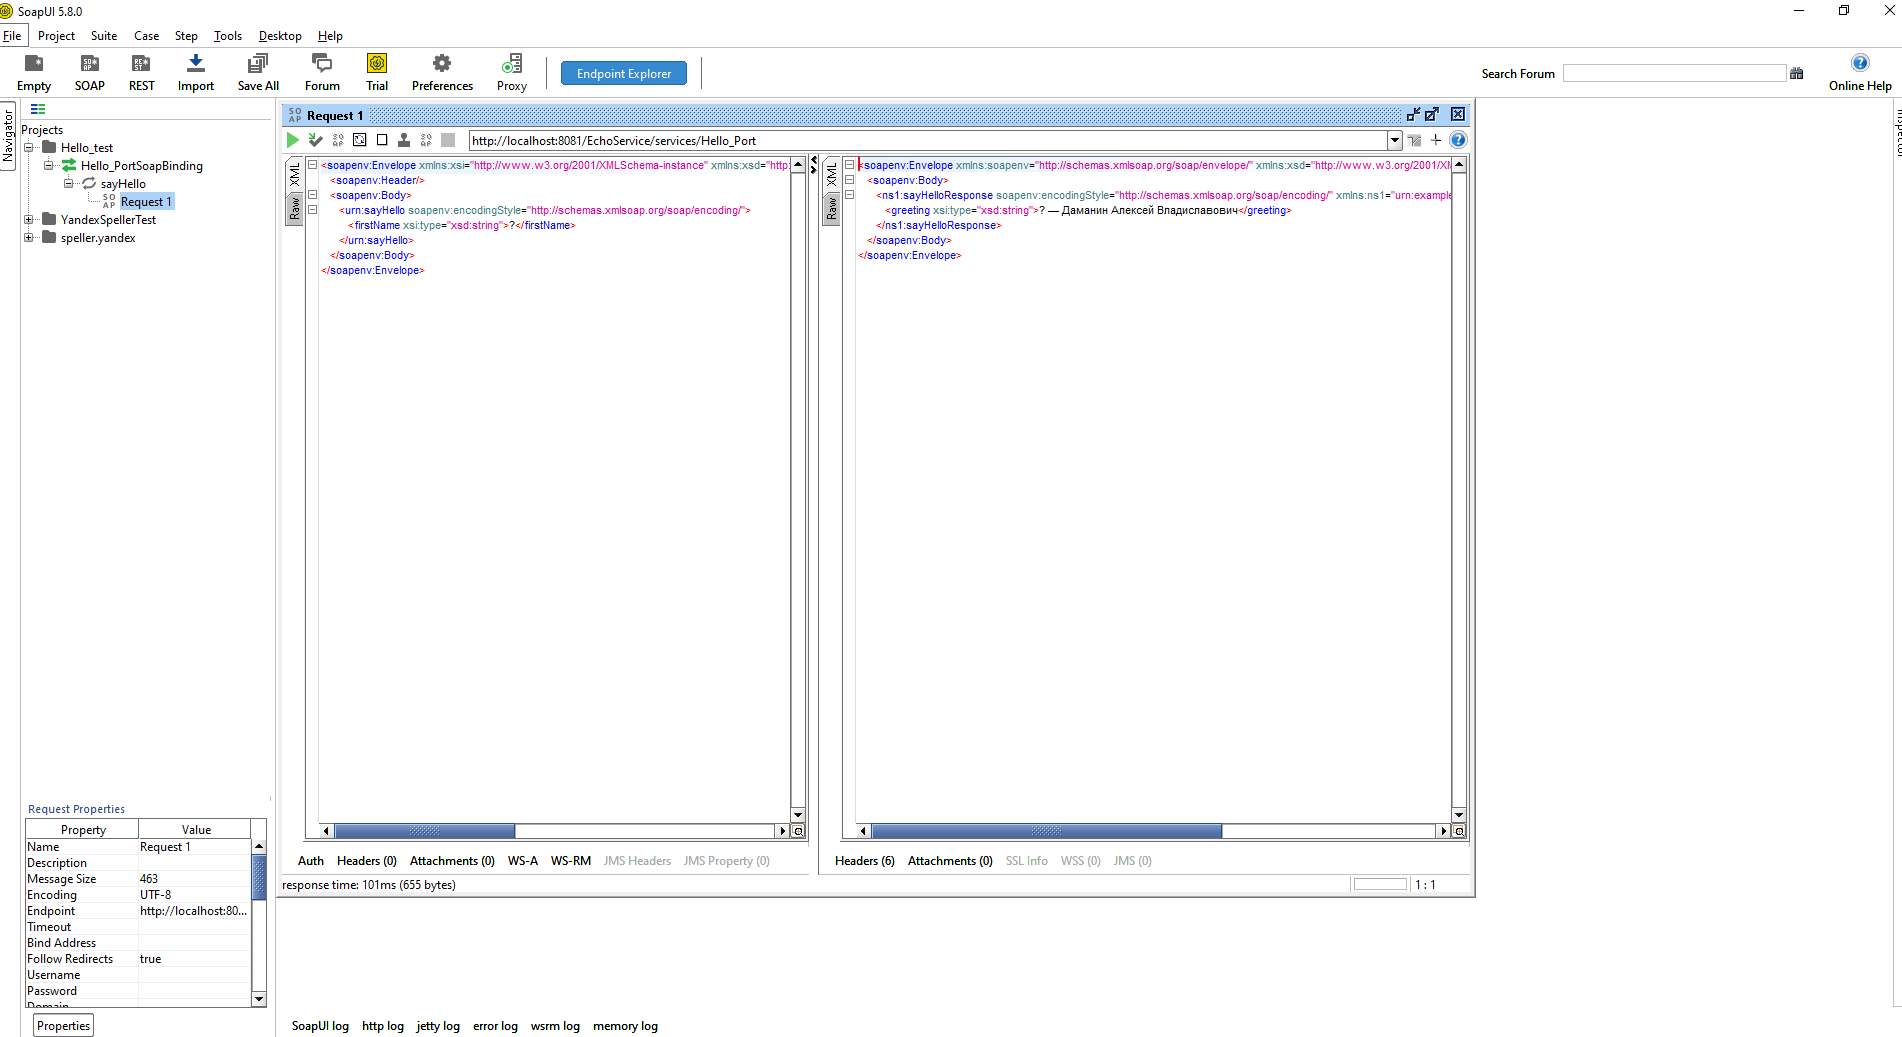 SoapUI 5.8.0
File Project Suite Case Step Tools Desktop Help
Empty SOAP REST Import Save All Forum Trial Preferences Proxy Endpoint Explorer Search Forum Online Help
Navigator
Projects
Hello_test
Hello_PortSoapBinding
sayHello
Request 1
YandexSpellerTest
speller.yandex
Request 1
http://localhost:8081/EchoService/services/Hello_Port
XML
Raw
<soapenv:Envelope xmlns:xsi="http://www.w3.org/2001/XMLSchema-instance" xmlns:xsd="http:
<soapenv:Header/>
<soapenv:Body>
<urn:sayHello soapenv:encodingStyle="http://schemas.xmlsoap.org/soap/encoding/">
<firstName xsi:type="xsd:string">?</firstName>
</urn:sayHello>
</soapenv:Body>
</soapenv:Envelope>
XML
Raw
<soapenv:Envelope xmlns:soapenv="http://schemas.xmlsoap.org/soap/envelope/" xmlns:xsd="http://www.w3.org/2001/XM
<soapenv:Body>
<ns1:sayHelloResponse soapenv:encodingStyle="http://schemas.xmlsoap.org/soap/encoding/" xmlns:ns1="urn:example
<greeting xsi:type="xsd:string">? — Даманин Алексей Владиславович</greeting>
</ns1:sayHelloResponse>
</soapenv:Body>
</soapenv:Envelope>
Auth Headers (0) Attachments (0) WS-A WS-RM JMS Headers JMS Property (0)
Headers (6) Attachments (0) SSL Info WSS (0) JMS (0)
response time: 101ms (655 bytes)
1 : 1
Request Properties
Property Value
Name Request 1
Description
Message Size 463
Encoding UTF-8
Endpoint http://localhost:80...
Timeout
Bind Address
Follow Redirects true
Username
Password
Domain
Properties
SoapUI log http log jetty log error log wsrm log memory log